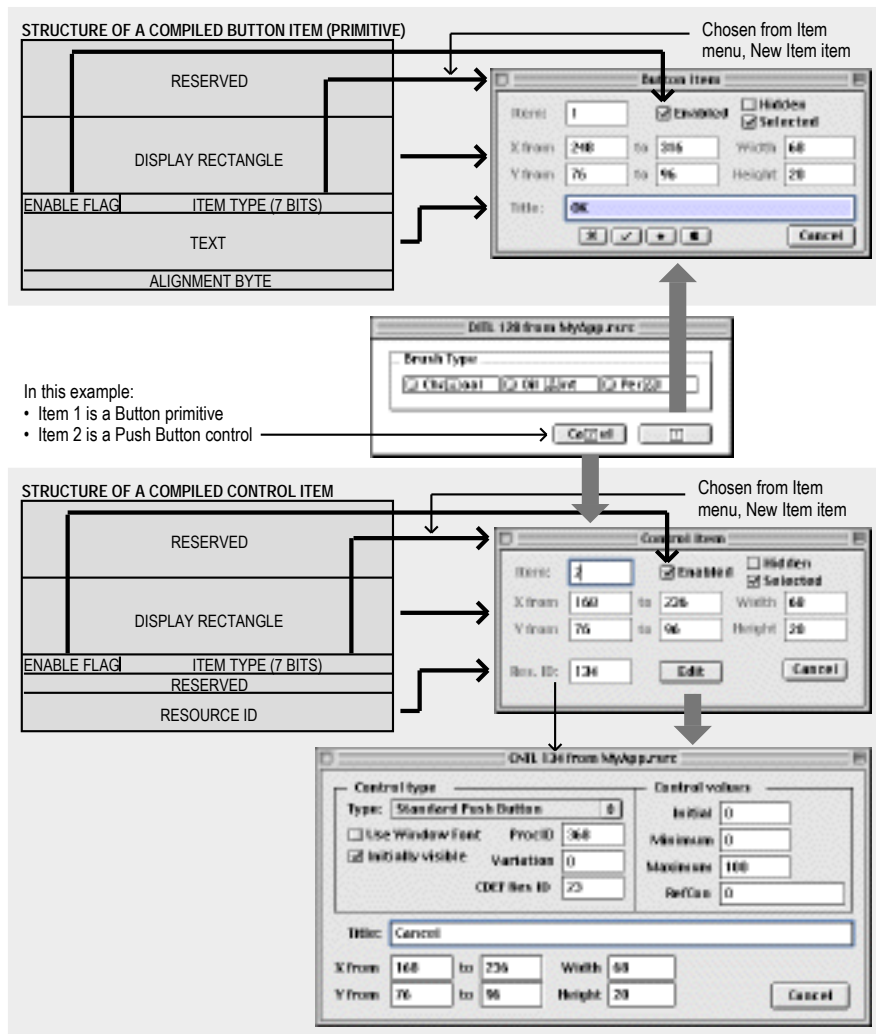 STRUCTURE OF A COMPILED BUTTON ITEM (PRIMITIVE)
Chosen from Item
menu, New Item item
RESERVED
DISPLAY RECTANGLE
ENABLE FLAG ITEM TYPE (7 BITS)
TEXT
ALIGNMENT BYTE
Button Item
Item: 1 Enabled Hidden
Selected
X from 248 to 316 Width 68
Y from 76 to 96 Height 20
Title: OK
Cancel
DITL 128 from MyApp.rsrc
Brush Type
In this example:
• Item 1 is a Button primitive
• Item 2 is a Push Button control
2 1
STRUCTURE OF A COMPILED CONTROL ITEM
Chosen from Item
menu, New Item item
RESERVED
DISPLAY RECTANGLE
ENABLE FLAG ITEM TYPE (7 BITS)
RESERVED
RESOURCE ID
Control Item
Item: 2 Enabled Hidden
Selected
X from 168 to 236 Width 68
Y from 76 to 96 Height 20
Res. ID: 134 Edit Cancel
CNTL 134 from MyApp.rsrc
Control type Control values
Type: Standard Push Button Initial 0
Use Window Font ProcID 368 Minimum 0
Initially visible Variation 0 Maximum 100
CDEF Res ID 23 RefCon 0
Title: Cancel
X from 168 to 236 Width 68
Y from 76 to 96 Height 20 Cancel